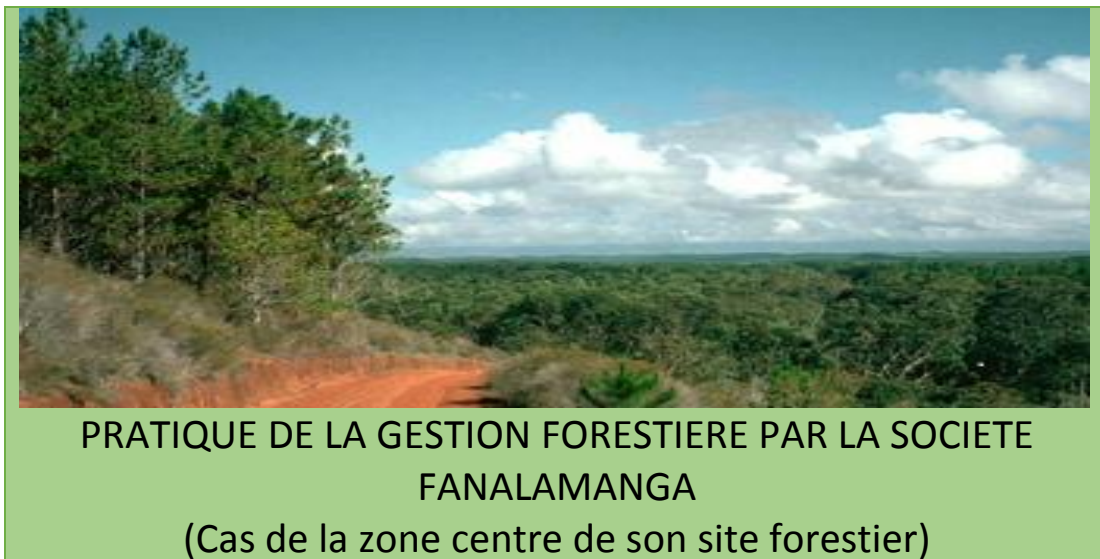 PRATIQUE DE LA GESTION FORESTIERE PAR LA SOCIETE
FANALAMANGA
(Cas de la zone centre de son site forestier)